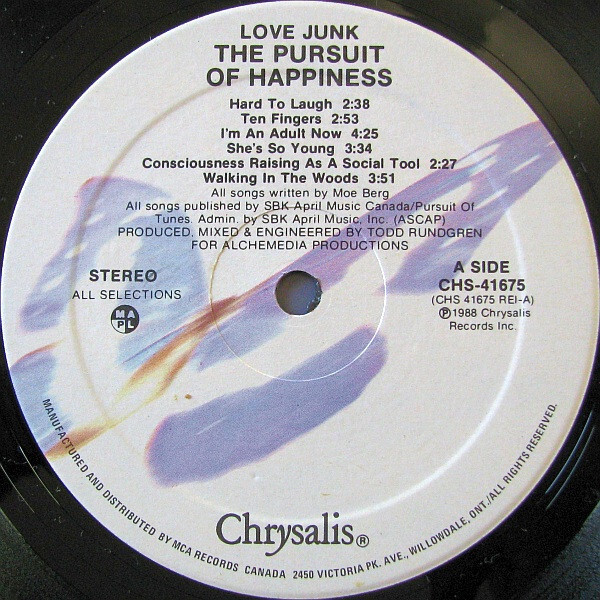 LOVE JUNK
THE PURSUIT
OF HAPPINESS
Hard To Laugh 2:38
Ten Fingers 2:53
I'm An Adult Now 4:25
She's So Young 3:34
Consciousness Raising As A Social Tool 2:27
Walking In The Woods 3:51
All songs written by Moe Berg
All songs published by SBK April Music Canada/Pursuit Of
Tunes. Admin. by SBK April Music, Inc. (ASCAP)
PRODUCED, MIXED & ENGINEERED BY TODD RUNDGREN
FOR ALCHEMEDIA PRODUCTIONS
STEREO
ALL SELECTIONS
MAPL
A SIDE
CHS-41675
(CHS 41675 REI-A)
℗1988 Chrysalis
Records Inc.
Chrysalis®
MANUFACTURED AND DISTRIBUTED BY MCA RECORDS CANADA 2450 VICTORIA PK. AVE., WILLOWDALE, ONT./ALL RIGHTS RESERVED.